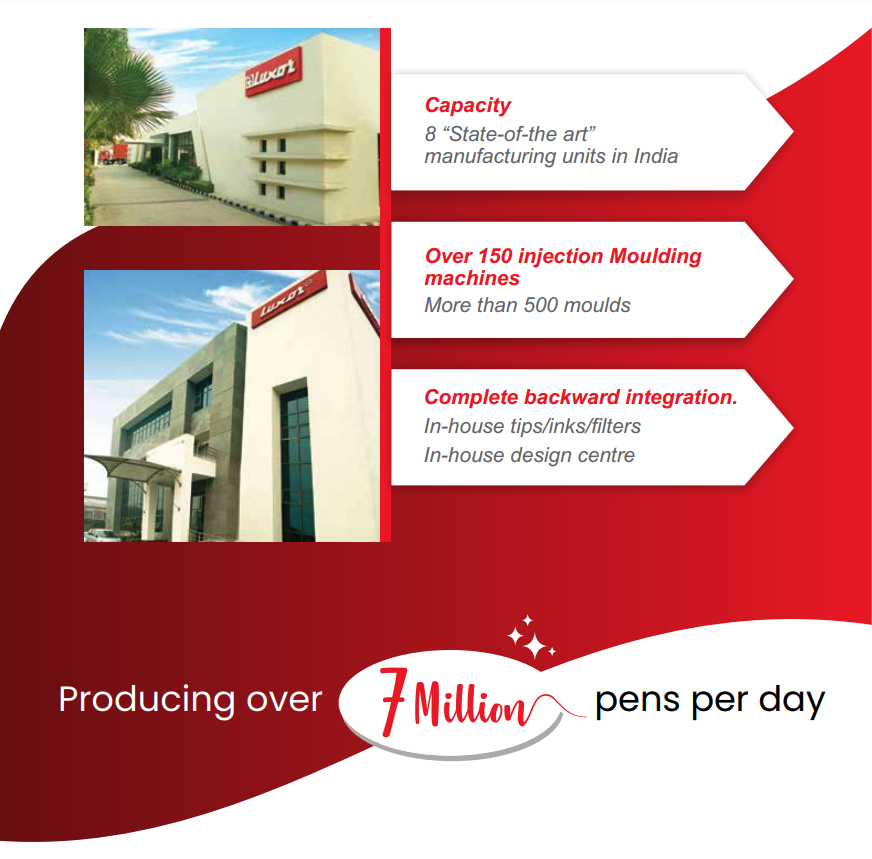 Luxor
Capacity
8 “State-of-the art”
manufacturing units in India
Over 150 injection Moulding
machines
More than 500 moulds
Luxor
Complete backward integration.
In-house tips/inks/filters
In-house design centre
Producing over 7 Million pens per day